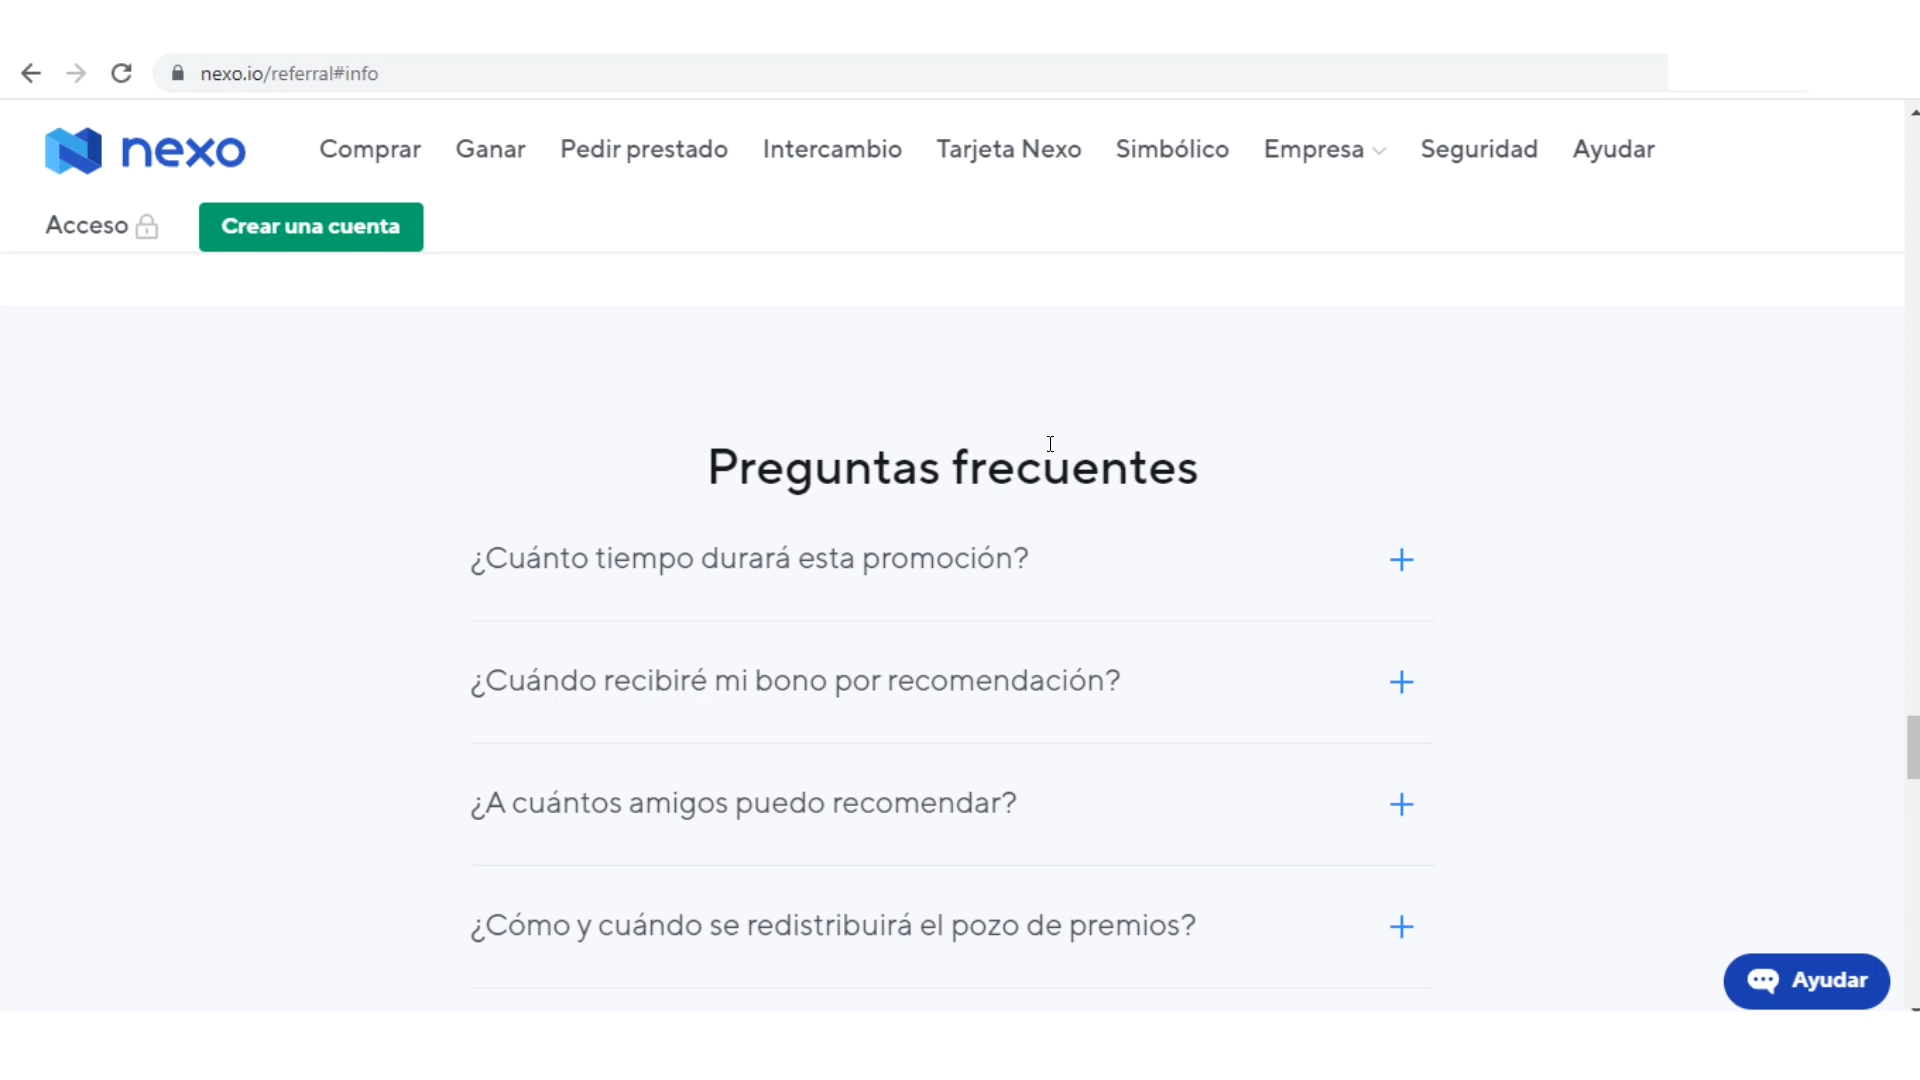 nexo.io/referral#info
nexo Comprar Ganar Pedir prestado Intercambio Tarjeta Nexo Simbólico Empresa Seguridad Ayudar
Acceso Crear una cuenta
Preguntas frecuentes
¿Cuánto tiempo durará esta promoción?
¿Cuándo recibiré mi bono por recomendación?
¿A cuántos amigos puedo recomendar?
¿Cómo y cuándo se redistribuirá el pozo de premios?
Ayudar